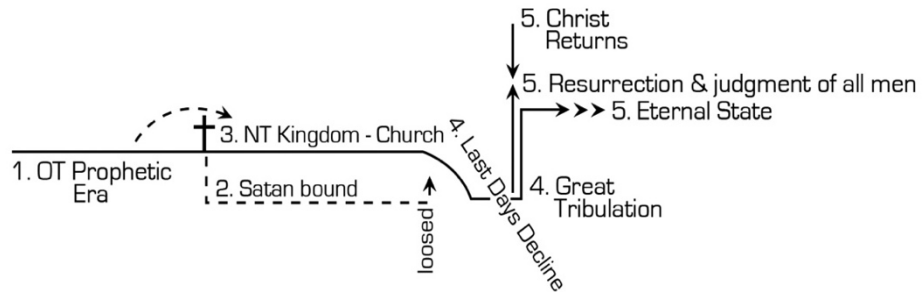 5. Christ
Returns
5. Resurrection & judgment of all men
5. Eternal State
3. NT Kingdom - Church
4. Last Days Decline
1. OT Prophetic
Era
2. Satan bound
loosed
4. Great
Tribulation